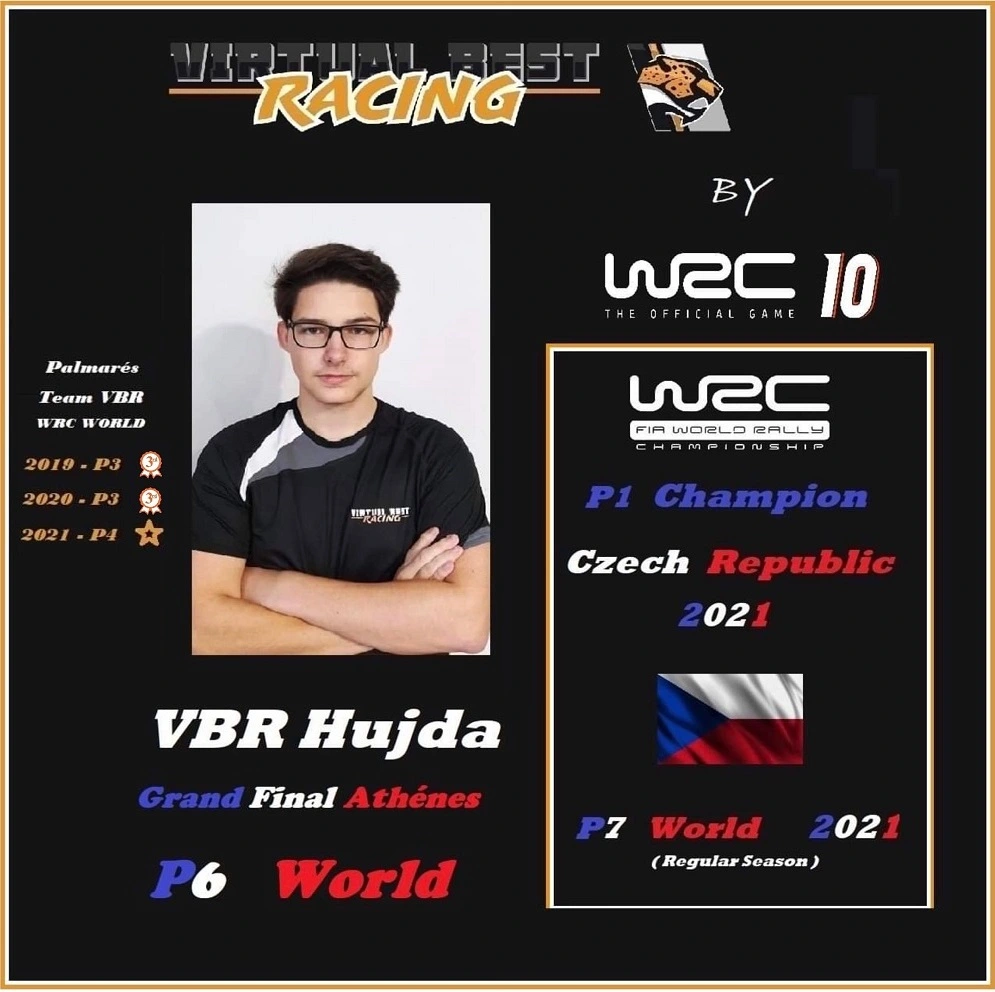 VIRTUAL BEST
RACING
BY
WRC 10
THE OFFICIAL GAME
Palmarés
Team VBR
WRC WORLD
2019 - P3 3rd
2020 - P3 3rd
2021 - P4
VIRTUAL BEST
RACING
VBR Hujda
Grand Final Athénes
P6 World
WRC
FIA WORLD RALLY
CHAMPIONSHIP
P1 Champion
Czech Republic
2021
P7 World 2021
( Regular Season )